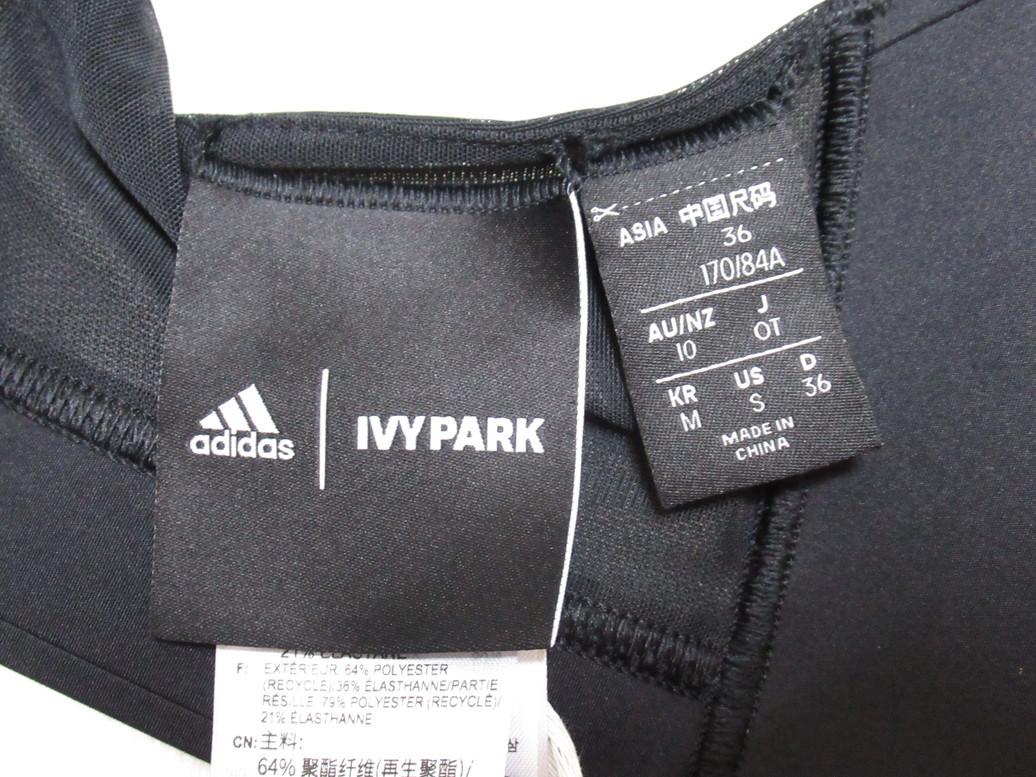 adidas
IVY PARK
ASIA 中国尺码
36
170/84A
AU/NZ J
10 OT
KR US D
M S 36
MADE IN
CHINA
21% ELASTANE
F: EXTÉRIEUR: 64% POLYESTER
(RECYCLÉ)/36% ÉLASTHANNE/PARTIE
RÉSILLE: 79% POLYESTER (RECYCLÉ)/
21% ÉLASTHANNE
CN: 主料:
64% 聚酯纤维(再生聚酯)/